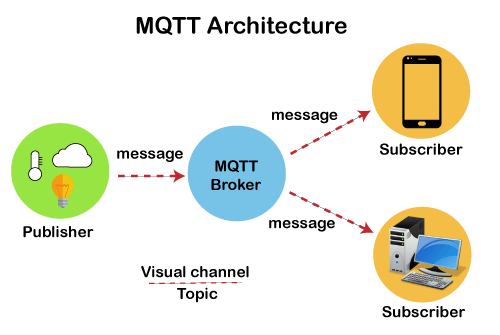 MQTT Architecture
message
Subscriber
message
MQTT
Broker
Publisher
message
Visual channel
Topic
Subscriber